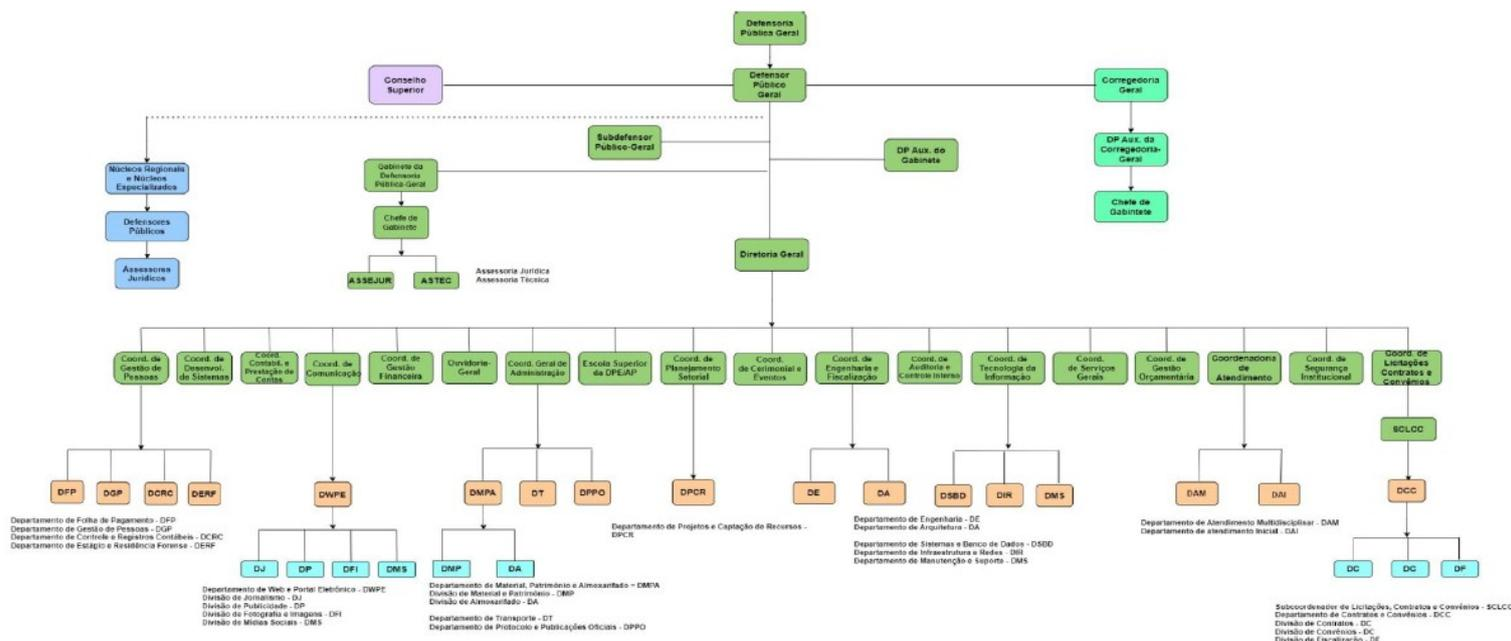 Defensoria
Pública Geral
Conselho
Superior
Defensor
Público
Geral
Corregedoria
Geral
Subdefensor
Público-Geral
DP Aux. do
Gabinete
DP Aux. da
Corregedoria-
Geral
Chefe de
Gabintete
Núcleos Regionais
e Núcleos
Especializados
Defensores
Públicos
Assessores
Jurídicos
Gabinete da
Defensoria
Pública-Geral
Chefe de
Gabinete
ASSEJUR
ASTEC
Assessoria Jurídica
Assessoria Técnica
Diretoria Geral
Coord. de
Gestão de
Pessoas
Coord. de
Desenvol.
de Sistemas
Coord.
Contabil. e
Prestação de
Contas
Coord. de
Comunicação
Coord. de
Gestão
Financeira
Ouvidoria-
Geral
Coord. Geral de
Administração
Escola Superior
da DPE/AP
Coord. de
Planejamento
Setorial
Coord.
de Cerimonial e
Eventos
Coord. de
Engenharia e
Fiscalização
Coord. de
Auditoria e
Controle Interno
Coord. de
Tecnologia da
Informação
Coord.
de Serviços
Gerais
Coord. de
Gestão
Orçamentária
Coordenadoria
de
Atendimento
Coord. de
Segurança
Institucional
Coord. de
Licitações
Contratos e
Convênios
SCLCC
DFP
DGP
DCRC
DERF
DWPE
DMPA
DT
DPPO
DPCR
DE
DA
DSBD
DIR
DMS
DAM
DAI
DCC
Departamento de Folha de Pagamento - DFP
Departamento de Gestão de Pessoas - DGP
Departamento de Controle e Registros Contábeis - DCRC
Departamento de Estágio e Residência Forense - DERF
DJ
DP
DFI
DMS
Departamento de Web e Portal Eletrônico - DWPE
Divisão de Jornalismo - DJ
Divisão de Publicidade - DP
Divisão de Fotografia e Imagens - DFI
Divisão de Mídias Sociais - DMS
DMP
DA
Departamento de Material, Patrimônio e Almoxarifado - DMPA
Divisão de Material e Patrimônio - DMP
Divisão de Almoxarifado - DA
Departamento de Transporte - DT
Departamento de Protocolo e Publicações Oficiais - DPPO
Departamento de Projetos e Captação de Recursos -
DPCR
Departamento de Engenharia - DE
Departamento de Arquitetura - DA
Departamento de Sistemas e Banco de Dados - DSBD
Departamento de Infraestrutura e Redes - DIR
Departamento de Manutenção e Suporte - DMS
Departamento de Atendimento Multidisciplinar - DAM
Departamento de atendimento Inicial - DAI
DC
DC
DF
Subcoordenador de Licitações, Contratos e Convênios - SCLCC
Departamento de Contratos e Convênios - DCC
Divisão de Contratos - DC
Divisão de Convênios - DC
Divisão de Fiscalização - DF